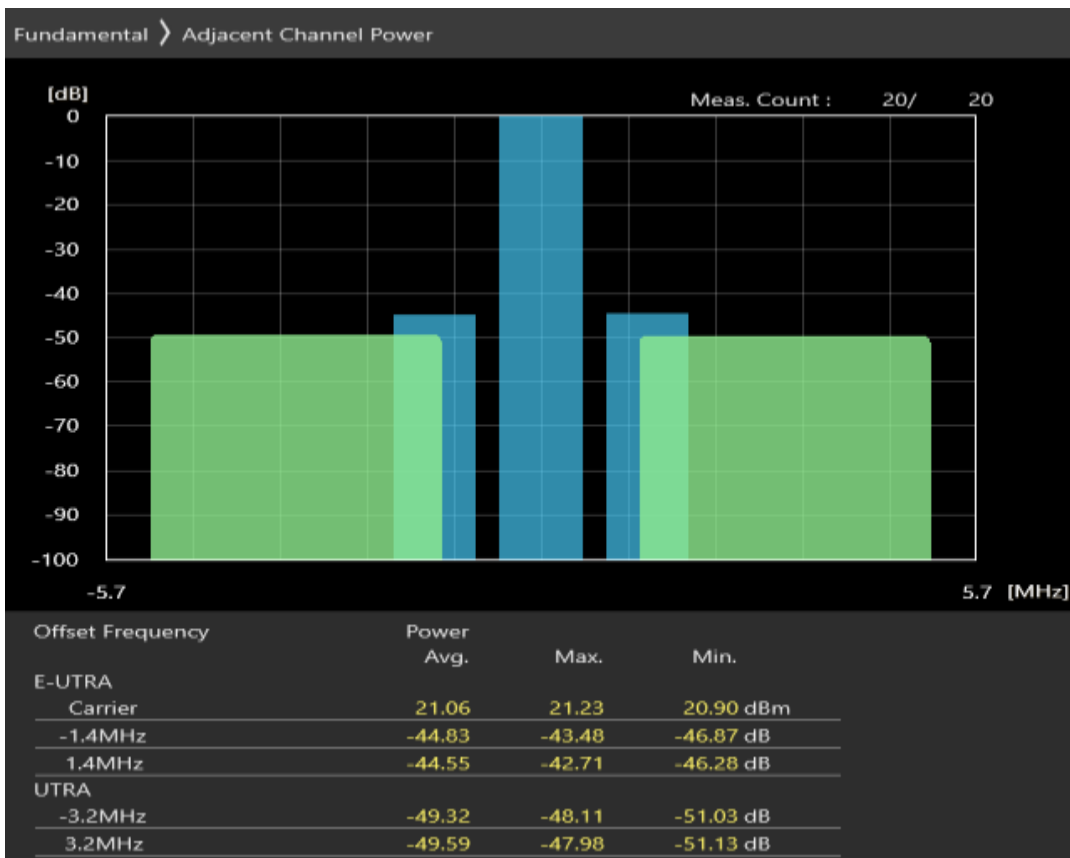 Fundamental 〉 Adjacent Channel Power
[dB]
Meas. Count : 20/ 20
0
-10
-20
-30
-40
-50
-60
-70
-80
-90
-100
-5.7 5.7 [MHz]
Offset Frequency Power
Avg. Max. Min.
E-UTRA
Carrier 21.06 21.23 20.90 dBm
-1.4MHz -44.83 -43.48 -46.87 dB
1.4MHz -44.55 -42.71 -46.28 dB
UTRA
-3.2MHz -49.32 -48.11 -51.03 dB
3.2MHz -49.59 -47.98 -51.13 dB